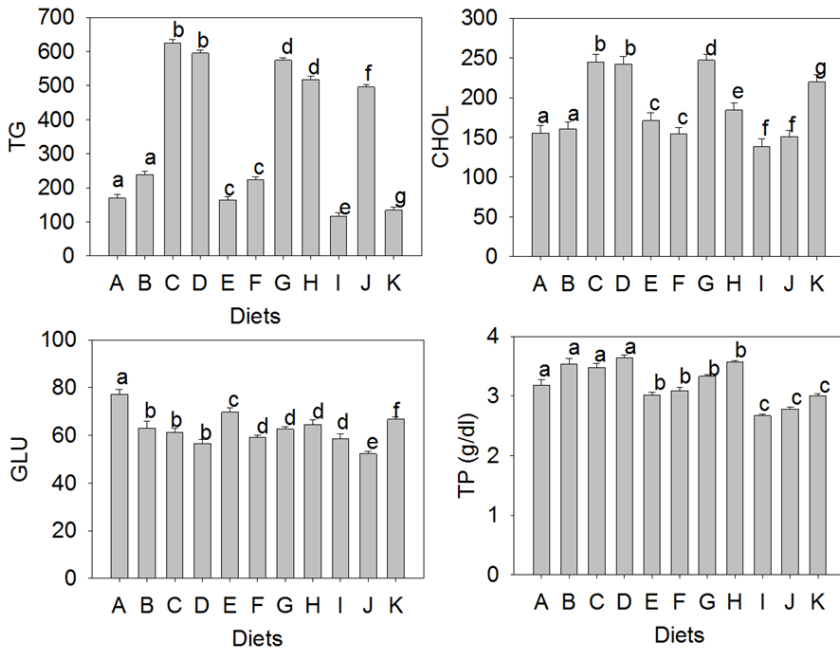 TG
700
600
500
400
300
200
100
0
a a b b c c d d e f g
A B C D E F G H I J K
Diets
CHOL
300
250
200
150
100
50
0
a a b b c c d e f f g
A B C D E F G H I J K
Diets
GLU
100
80
60
40
20
0
a b b b c d d d d e f
A B C D E F G H I J K
Diets
TP (g/dl)
4
3
2
1
0
a a a a b b b b c c c
A B C D E F G H I J K
Diets